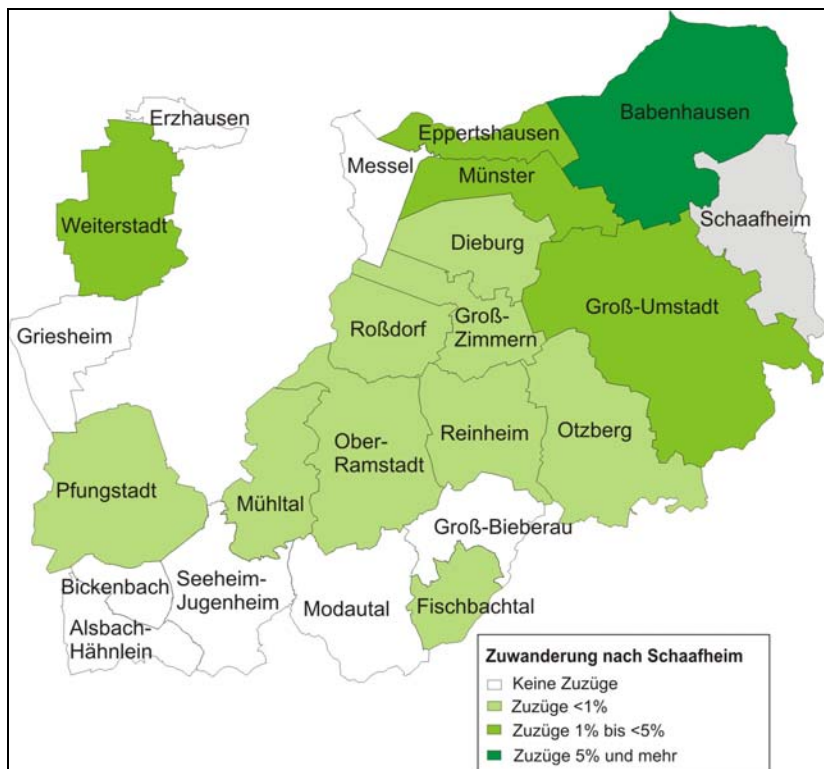 Erzhausen
Babenhausen
Eppertshausen
Messel
Münster
Weiterstadt
Schaafheim
Dieburg
Groß-Umstadt
Griesheim
Roßdorf
Groß-
Zimmern
Ober-
Ramstadt
Reinheim
Otzberg
Pfungstadt
Mühltal
Groß-Bieberau
Bickenbach
Seeheim-
Jugenheim
Modautal
Fischbachtal
Alsbach-
Hähnlein
Zuwanderung nach Schaafheim
Keine Zuzüge
Zuzüge <1%
Zuzüge 1% bis <5%
Zuzüge 5% und mehr